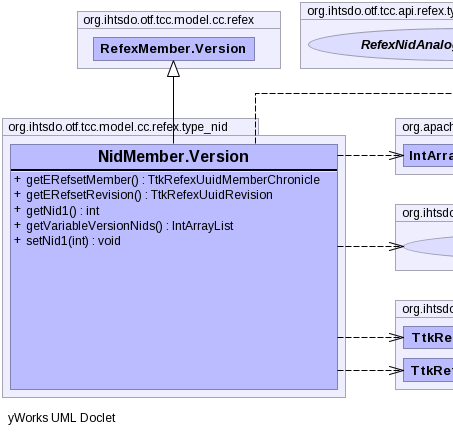 org.ihtsdo.otf.tcc.model.cc.refex
RefexMember.Version
org.ihtsdo.otf.tcc.api.refex.ty
RefexNidAnalog
org.ihtsdo.otf.tcc.model.cc.refex.type_nid
NidMember.Version
+ getERefsetMember() : TtkRefexUuidMemberChronicle
+ getERefsetRevision() : TtkRefexUuidRevision
+ getNid1() : int
+ getVariableVersionNids() : IntArrayList
+ setNid1(int) : void
org.apach
IntArra
org.ihtsdo
org.ihtsdo
TtkRe
TtkRef
yWorks UML Doclet